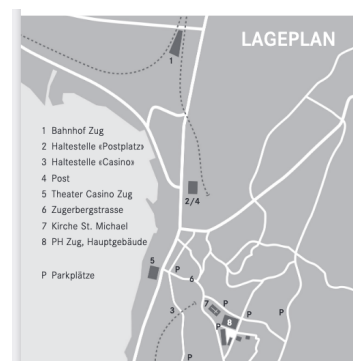 LAGEPLAN
1
1 Bahnhof Zug
2 Haltestelle «Postplatz»
3 Haltestelle «Casino»
4 Post
5 Theater Casino Zug
6 Zugerbergstrasse
7 Kirche St. Michael
8 PH Zug, Hauptgebäude
P Parkplätze
2/4
5
P
6
P
3
7
P
P
8
P
P